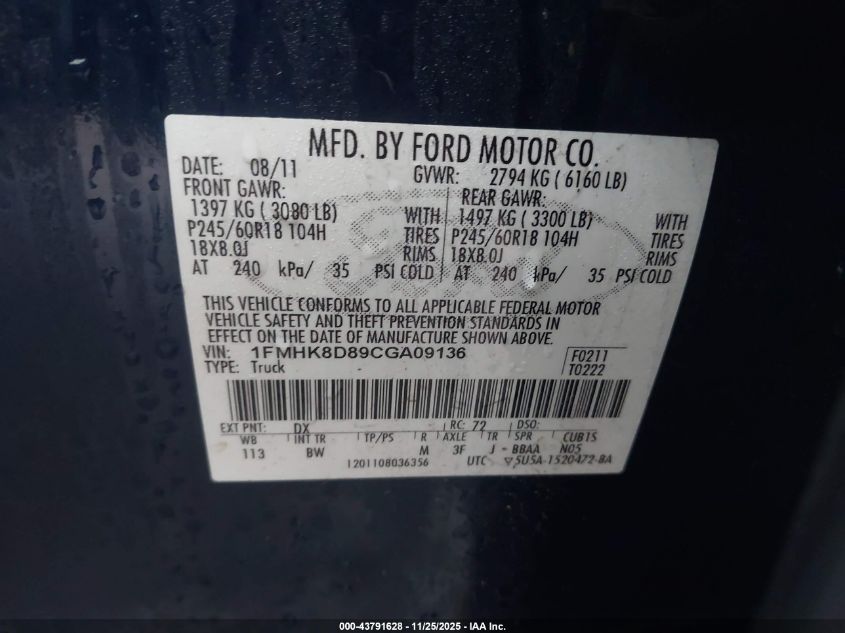 MFD. BY FORD MOTOR CO.
DATE: 08/11 GVWR: 2794 KG ( 6160 LB)
FRONT GAWR: REAR GAWR:
1397 KG ( 3080 LB) WITH 1497 KG ( 3300 LB) WITH
P245/60R18 104H TIRES P245/60R18 104H TIRES
18X8.0J RIMS 18X8.0J RIMS
AT 240 kPa/ 35 PSI COLD AT 240 kPa/ 35 PSI COLD
THIS VEHICLE CONFORMS TO ALL APPLICABLE FEDERAL MOTOR
VEHICLE SAFETY AND THEFT PREVENTION STANDARDS IN
EFFECT ON THE DATE OF MANUFACTURE SHOWN ABOVE.
VIN: 1FMHK8D89CGA09136 F0211
TYPE: Truck T0222
EXT PNT: DX RC: 72 DSO:
WB INT TR TP/PS R AXLE TR SPR CUB1S
113 BW M 3F J - BBAA N05
1201108036356 UTC 5U5A-1520472-BA
000-43791628 - 11/25/2025 - IAA Inc.